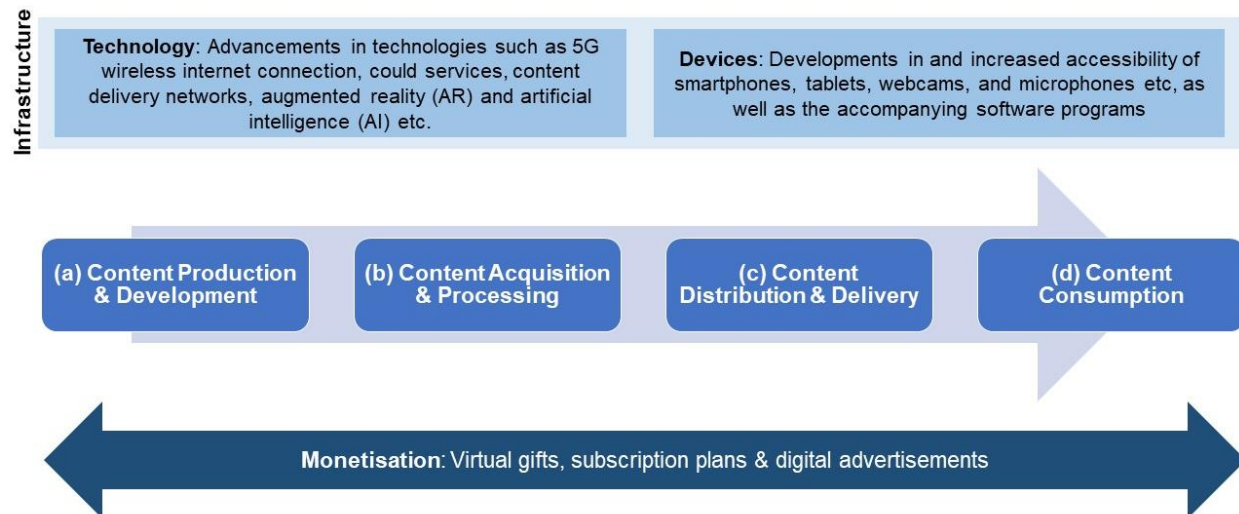 Infrastructure
Technology: Advancements in technologies such as 5G
wireless internet connection, could services, content
delivery networks, augmented reality (AR) and artificial
intelligence (AI) etc.
Devices: Developments in and increased accessibility of
smartphones, tablets, webcams, and microphones etc, as
well as the accompanying software programs
(a) Content Production
& Development
(b) Content Acquisition
& Processing
(c) Content
Distribution & Delivery
(d) Content
Consumption
Monetisation: Virtual gifts, subscription plans & digital advertisements